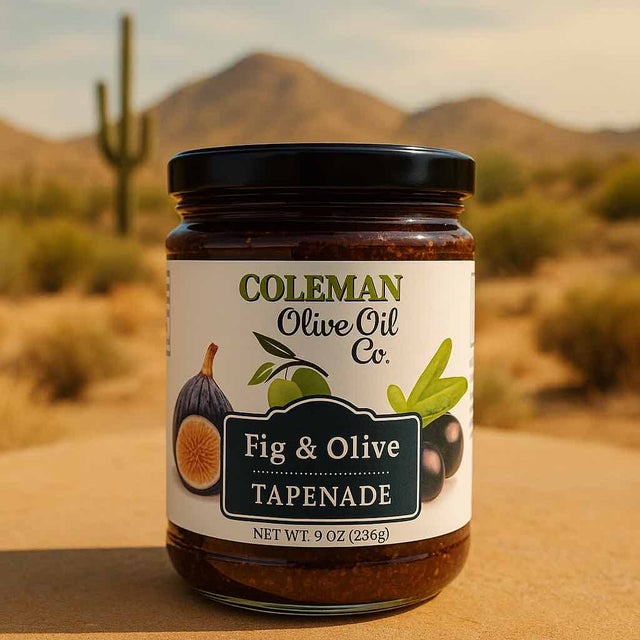 COLEMAN
Olive Oil
Co.
Fig & Olive
TAPENADE
NET WT. 9 OZ (236g)